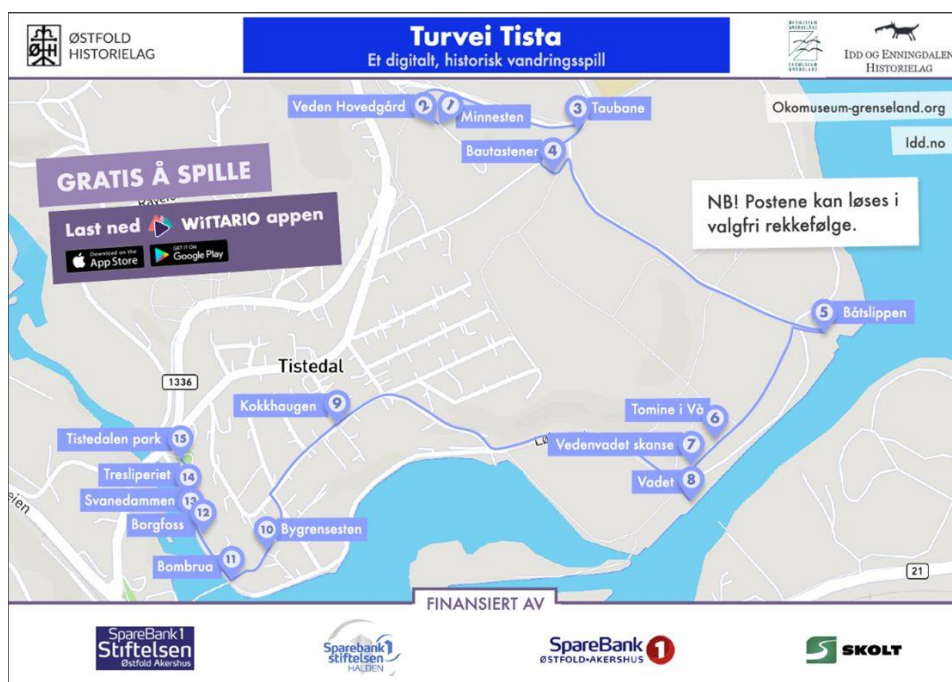 ØSTFOLD
HISTORIELAG
Turvei Tista
Et digitalt, historisk vandringsspill
IDD OG ENNINGDALEN
HISTORIELAG
Okomuseum-grenseland.org
Idd.no
Veden Hovedgård
2
1
Minnesten
3
Taubane
Bautastener
4
GRATIS Å SPILLE
Last ned WITTARIO appen
Download on the
App Store
GET IT ON
Google Play
NB! Postene kan løses i
valgfri rekkefølge.
5
Båtslippen
Tistedal
1336
Kokkhaugen
9
Tomine i Và
6
Vedenvadet skanse
7
Vadet
8
Tistedalen park
15
Tresliperiet
14
Svanedammen
13
Borgfoss
12
10
Bygrensesten
Bombrua
11
21
FINANSIERT AV
SpareBank 1
Stiftelsen
Østfold Akershus
Sparebank 1
stiftelsen
HALDEN
SpareBank 1
ØSTFOLD•AKERSHUS
SKOLT